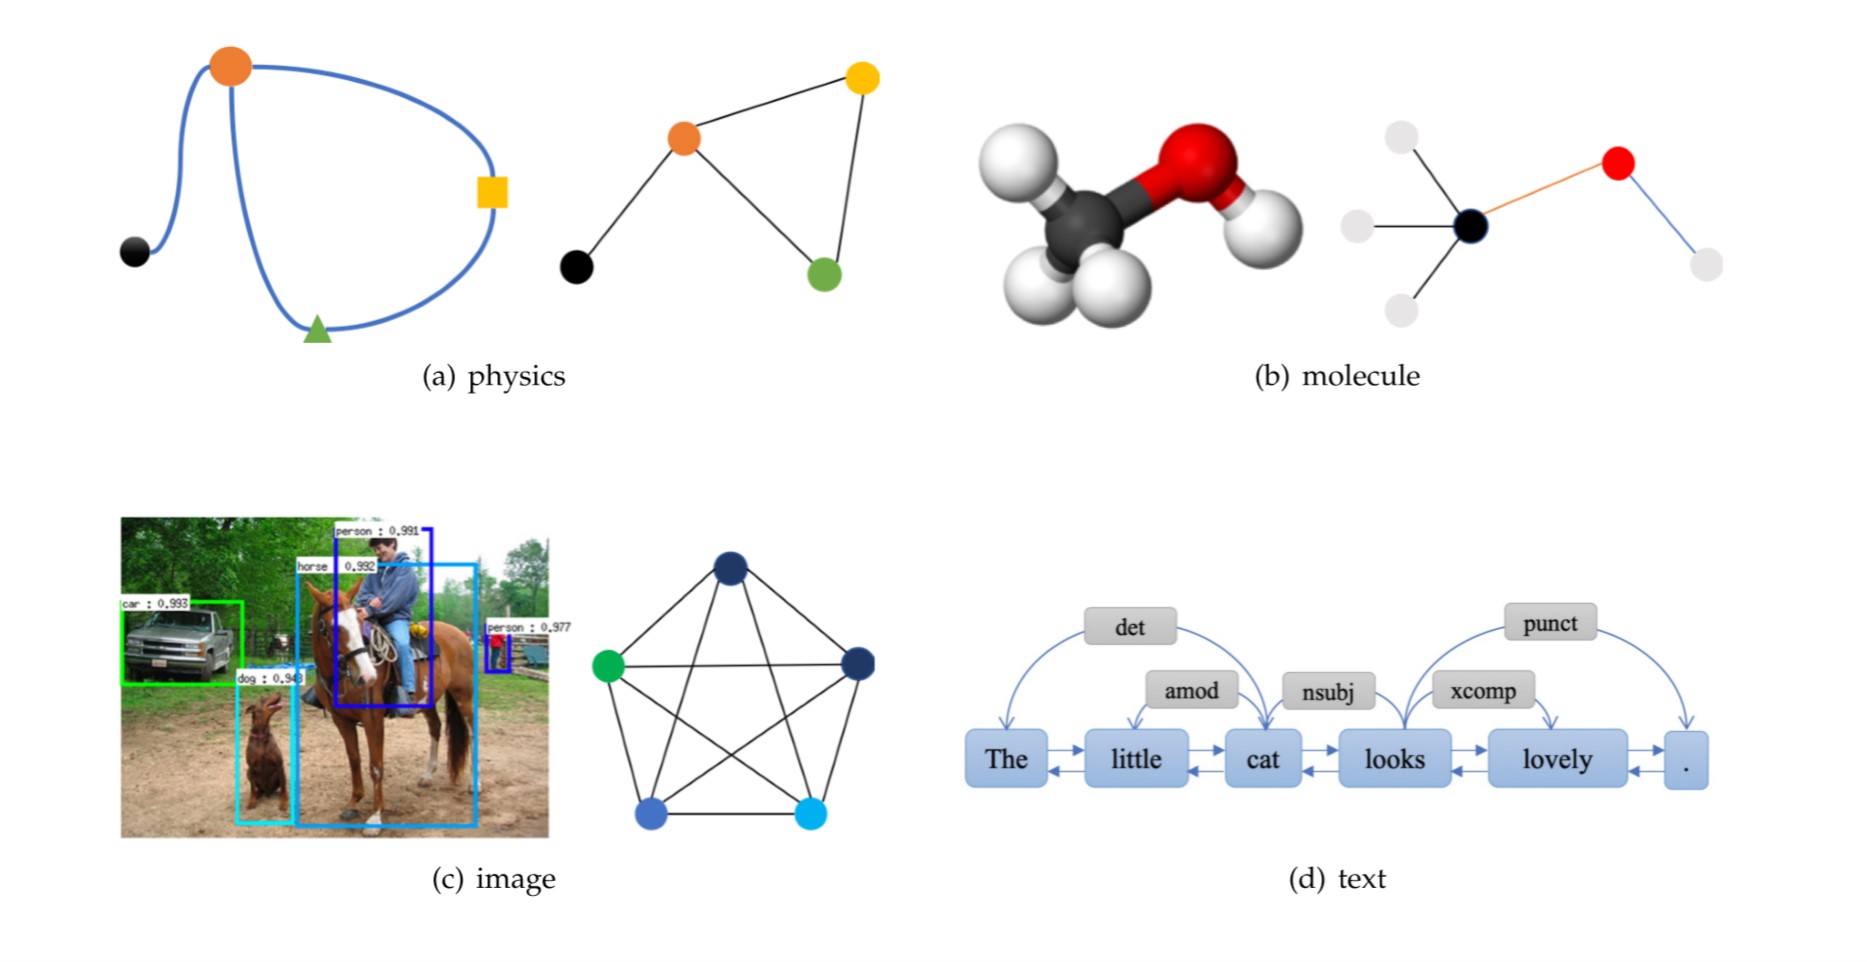 (a) physics
(b) molecule
person : 0.991
horse : 0.992
car : 0.993
person : 0.977
dog : 0.943
(c) image
det
punct
amod
nsubj
xcomp
The little cat looks lovely .
(d) text